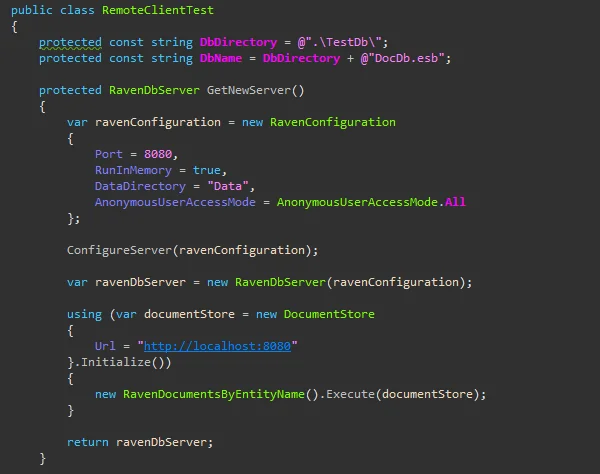 public class RemoteClientTest
{
    protected const string DbDirectory = @".\TestDb\";
    protected const string DbName = DbDirectory + @"DocDb.esb";

    protected RavenDbServer GetNewServer()
    {
        var ravenConfiguration = new RavenConfiguration
        {
            Port = 8080,
            RunInMemory = true,
            DataDirectory = "Data",
            AnonymousUserAccessMode = AnonymousUserAccessMode.All
        };

        ConfigureServer(ravenConfiguration);

        var ravenDbServer = new RavenDbServer(ravenConfiguration);

        using (var documentStore = new DocumentStore
        {
            Url = "http://localhost:8080"
        }.Initialize())
        {
            new RavenDocumentsByEntityName().Execute(documentStore);
        }

        return ravenDbServer;
    }